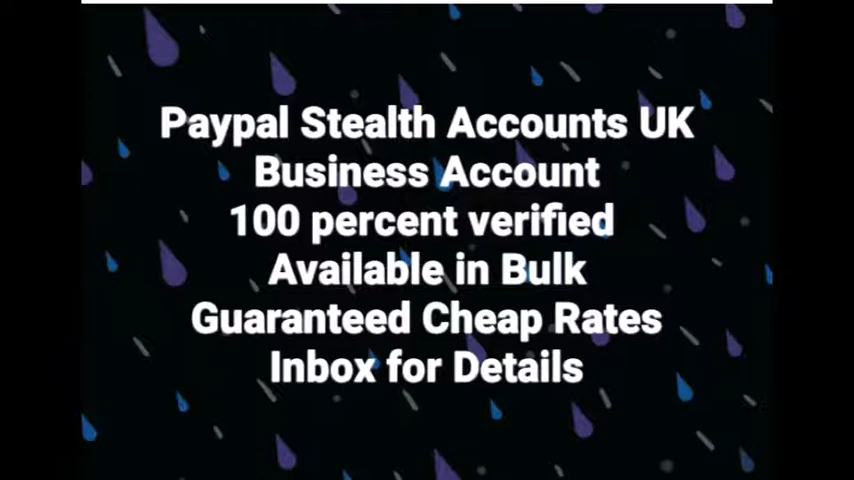 Paypal Stealth Accounts UK
Business Account
100 percent verified
Available in Bulk
Guaranteed Cheap Rates
Inbox for Details